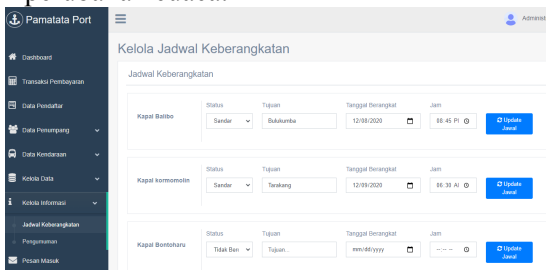 Pamatata Port
Administ
Dashboard
Transaksi Pembayaran
Data Pendaftar
Data Penumpang
Data Kendaraan
Kelola Data
Kelola Informasi
Jadwal Keberangkatan
Pengumuman
Pesan Masuk
Kelola Jadwal Keberangkatan
Jadwal Keberangkatan
Kapal Balibo
Status
Sandar
Tujuan
Bulukumba
Tanggal Berangkat
12/08/2020
Jam
08:45 PI
Update Jawal
Kapal kormomolin
Status
Sandar
Tujuan
Tarakang
Tanggal Berangkat
12/09/2020
Jam
06:30 AI
Update Jawal
Kapal Bontoharu
Status
Tidak Ben
Tujuan
Tujuan..
Tanggal Berangkat
mm/dd/yyyy
Jam
--:-- --
Update Jawal